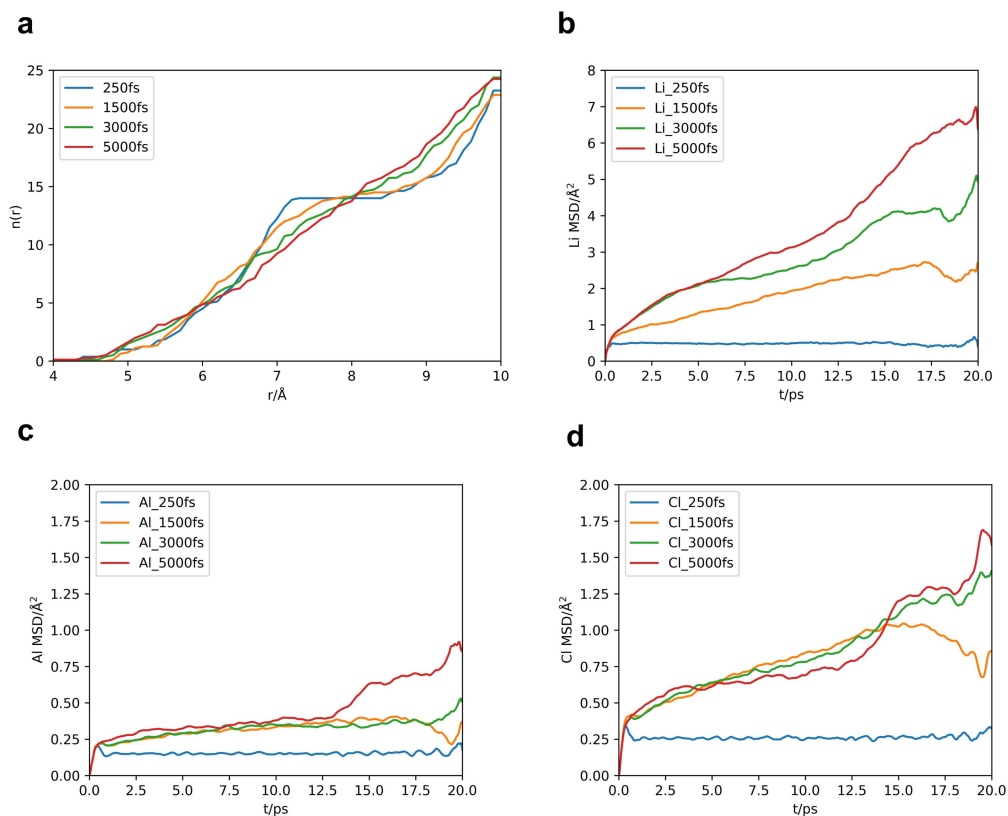 a
25
20
15
10
5
0
n(r)
250fs
1500fs
3000fs
5000fs
4 5 6 7 8 9 10
r/Å
b
8
7
6
5
4
3
2
1
0
Li MSD/Å²
Li_250fs
Li_1500fs
Li_3000fs
Li_5000fs
0.0 2.5 5.0 7.5 10.0 12.5 15.0 17.5 20.0
t/ps
c
2.00
1.75
1.50
1.25
1.00
0.75
0.50
0.25
0.00
Al MSD/Å²
Al_250fs
Al_1500fs
Al_3000fs
Al_5000fs
0.0 2.5 5.0 7.5 10.0 12.5 15.0 17.5 20.0
t/ps
d
2.00
1.75
1.50
1.25
1.00
0.75
0.50
0.25
0.00
Cl MSD/Å²
Cl_250fs
Cl_1500fs
Cl_3000fs
Cl_5000fs
0.0 2.5 5.0 7.5 10.0 12.5 15.0 17.5 20.0
t/ps